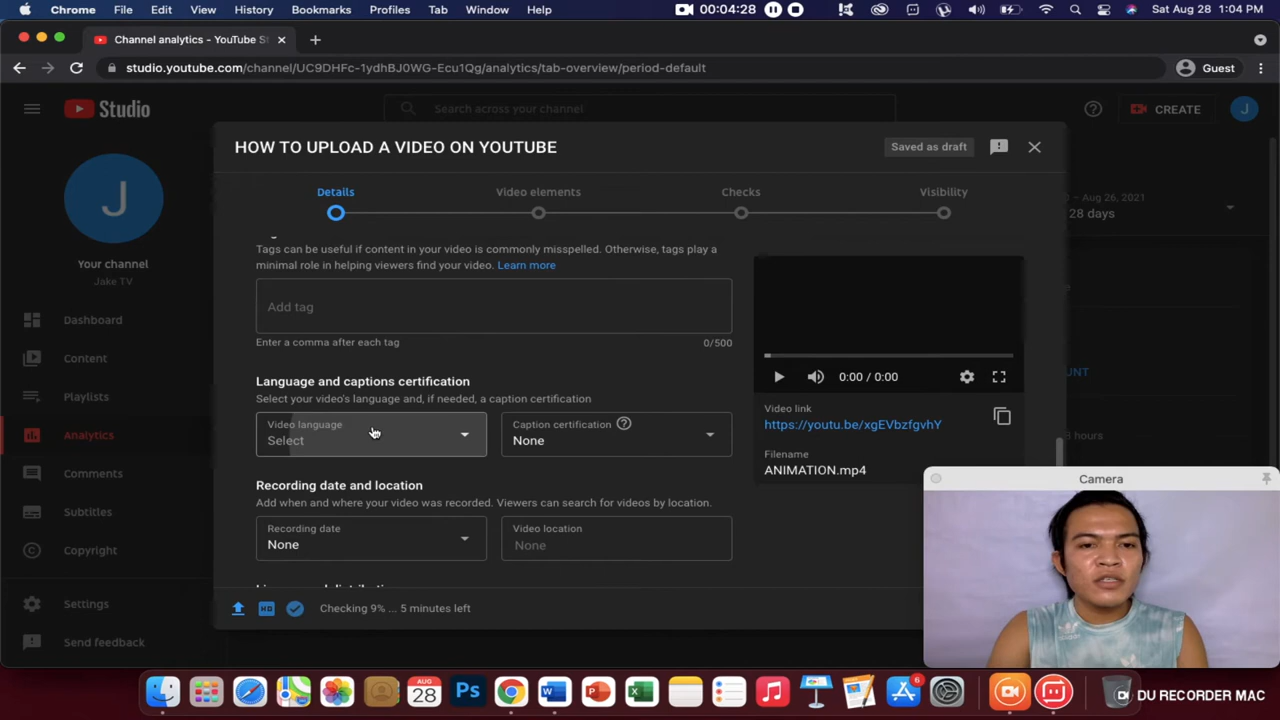 Chrome File Edit View History Bookmarks Profiles Tab Window Help 00:04:28 Sat Aug 28 1:04 PM
Channel analytics - YouTube St
studio.youtube.com/channel/UC9DHFc-1ydhBJ0WG-Ecu1Qg/analytics/tab-overview/period-default Guest
Studio Search across your channel CREATE J
HOW TO UPLOAD A VIDEO ON YOUTUBE Saved as draft
Details Video elements Checks Visibility
J
Your channel
Jake TV
Dashboard
Content
Playlists
Analytics
Comments
Subtitles
Copyright
Settings
Send feedback
– Aug 26, 2021
28 days
Tags can be useful if content in your video is commonly misspelled. Otherwise, tags play a
minimal role in helping viewers find your video. Learn more
Add tag
Enter a comma after each tag 0/500
Language and captions certification
Select your video's language and, if needed, a caption certification
Video language
Select
Caption certification
None
Recording date and location
Add when and where your video was recorded. Viewers can search for videos by location.
Recording date
None
Video location
None
0:00 / 0:00
Video link
https://youtu.be/xgEVbzfgvhY
Filename
ANIMATION.mp4
UNT
hours
HD Checking 9% ... 5 minutes left
Camera
AUG
28
Ps
6
DU RECORDER MAC